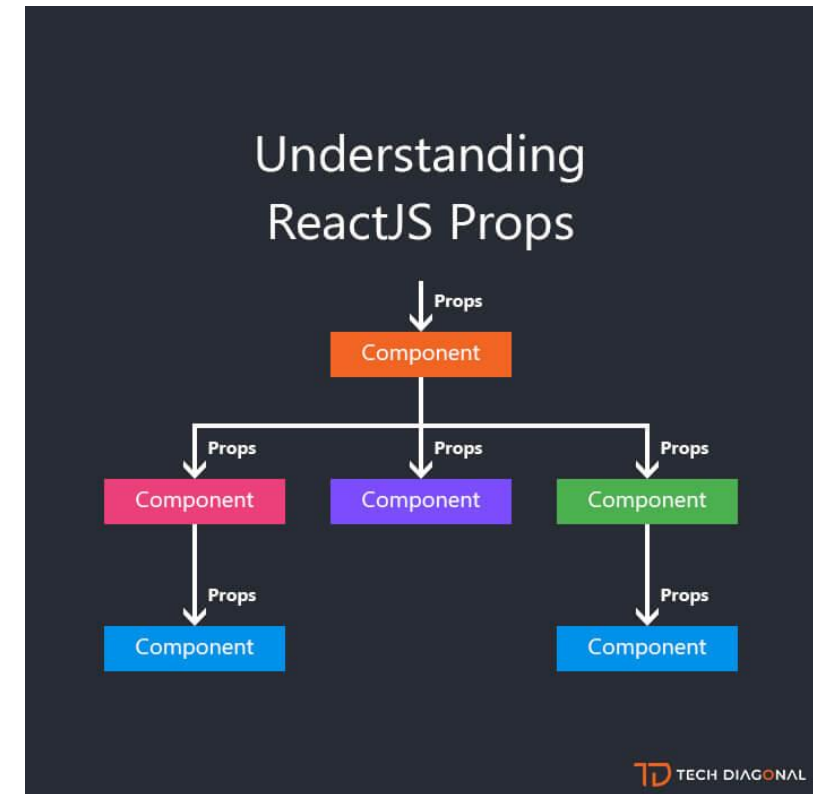 Understanding
ReactJS Props
Props
Component
Props
Props
Props
Component
Component
Component
Props
Props
Component
Component
TECH DIAGONAL